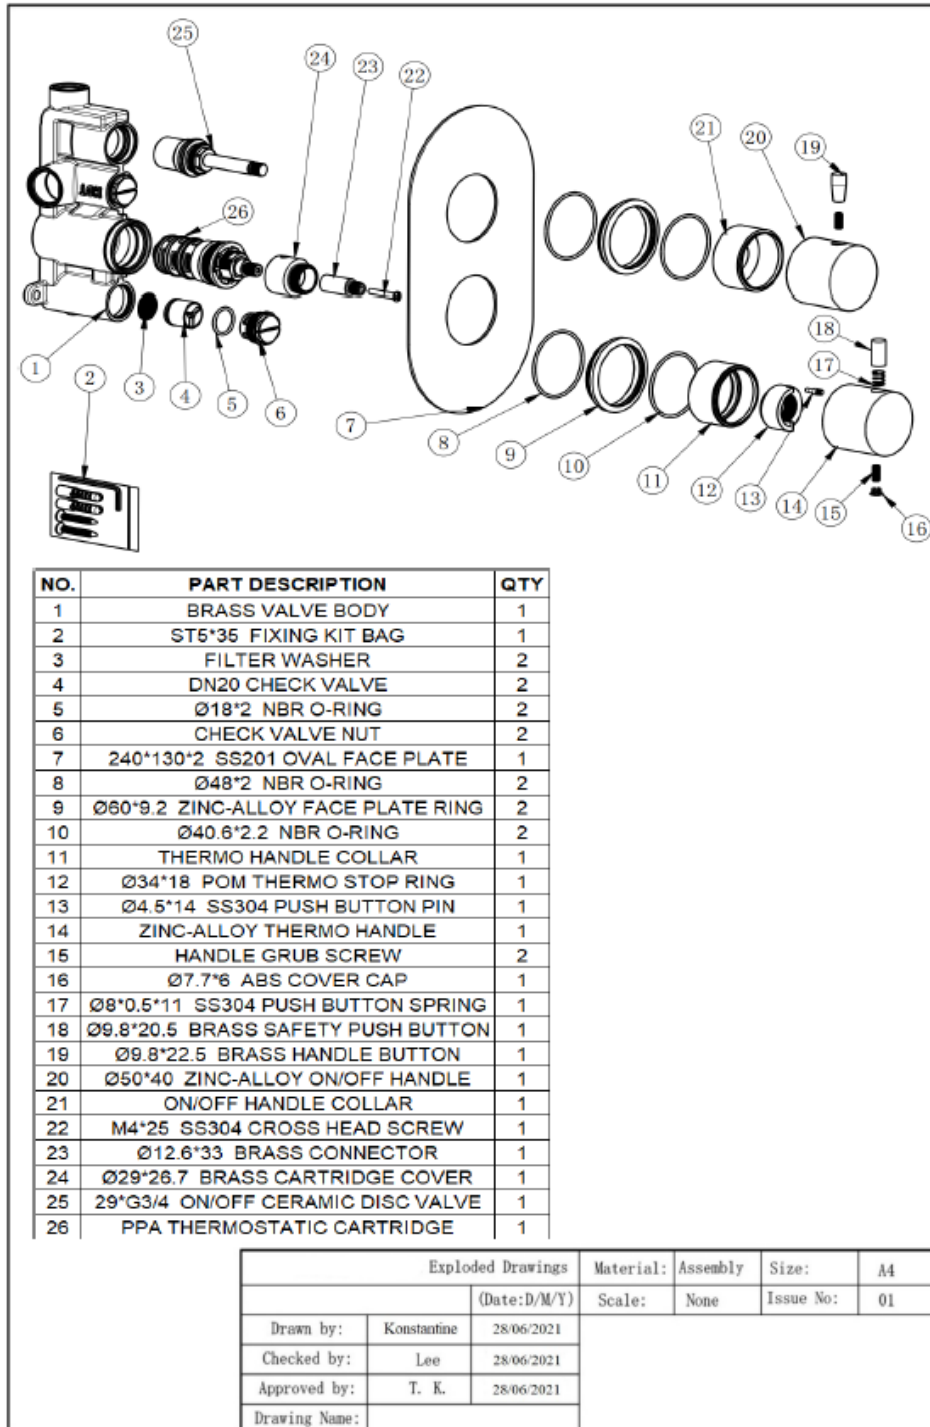 25
24
23
22
21
20
19
26
18
17
1
2
3
4
5
6
7
8
9
10
11
12
13
14
15
16
NO. PART DESCRIPTION QTY
1 BRASS VALVE BODY 1
2 ST5*35 FIXING KIT BAG 1
3 FILTER WASHER 2
4 DN20 CHECK VALVE 2
5 Ø18*2 NBR O-RING 2
6 CHECK VALVE NUT 2
7 240*130*2 SS201 OVAL FACE PLATE 1
8 Ø48*2 NBR O-RING 2
9 Ø60*9.2 ZINC-ALLOY FACE PLATE RING 2
10 Ø40.6*2.2 NBR O-RING 2
11 THERMO HANDLE COLLAR 1
12 Ø34*18 POM THERMO STOP RING 1
13 Ø4.5*14 SS304 PUSH BUTTON PIN 1
14 ZINC-ALLOY THERMO HANDLE 1
15 HANDLE GRUB SCREW 2
16 Ø7.7*6 ABS COVER CAP 1
17 Ø8*0.5*11 SS304 PUSH BUTTON SPRING 1
18 Ø9.8*20.5 BRASS SAFETY PUSH BUTTON 1
19 Ø9.8*22.5 BRASS HANDLE BUTTON 1
20 Ø50*40 ZINC-ALLOY ON/OFF HANDLE 1
21 ON/OFF HANDLE COLLAR 1
22 M4*25 SS304 CROSS HEAD SCREW 1
23 Ø12.6*33 BRASS CONNECTOR 1
24 Ø29*26.7 BRASS CARTRIDGE COVER 1
25 29*G3/4 ON/OFF CERAMIC DISC VALVE 1
26 PPA THERMOSTATIC CARTRIDGE 1
Exploded Drawings Material: Assembly Size: A4
(Date:D/M/Y) Scale: None Issue No: 01
Drawn by: Konstantine 28/06/2021
Checked by: Lee 28/06/2021
Approved by: T. K. 28/06/2021
Drawing Name: